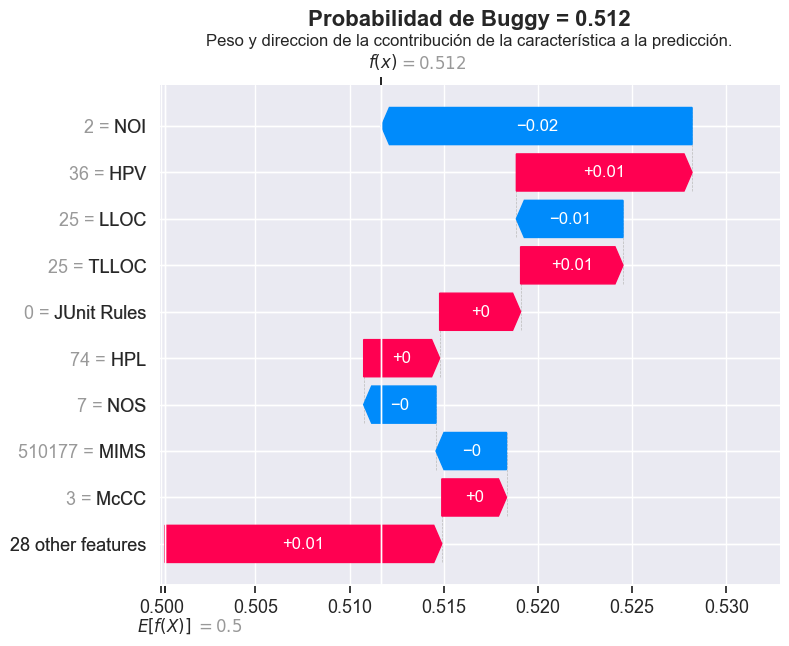 Probabilidad de Buggy = 0.512
Peso y direccion de la ccontribución de la característica a la predicción.
f(x) = 0.512
2 = NOI
−0.02
36 = HPV
+0.01
25 = LLOC
−0.01
25 = TLLOC
+0.01
0 = JUnit Rules
+0
74 = HPL
+0
7 = NOS
−0
510177 = MIMS
−0
3 = McCC
+0
28 other features
+0.01
0.500 0.505 0.510 0.515 0.520 0.525 0.530
E[f(X)] = 0.5